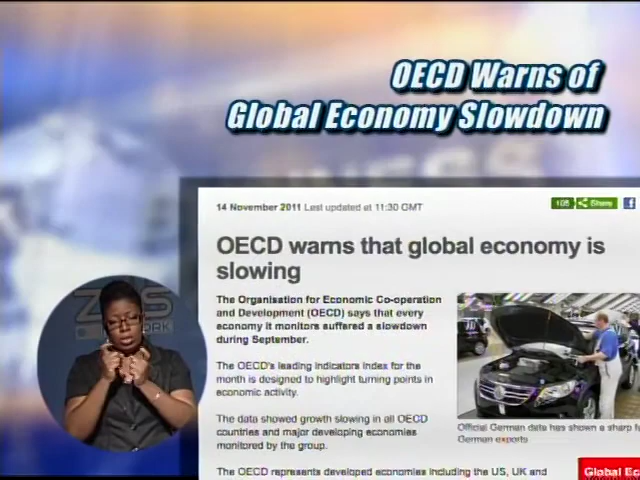 OECD Warns of
Global Economy Slowdown
14 November 2011 Last updated at 11:30 GMT
106 Share
OECD warns that global economy is
slowing
The Organisation for Economic Co-operation
and Development (OECD) says that every
economy it monitors suffered a slowdown
during September.
The OECD's leading indicators index for the
month is designed to highlight turning points in
economic activity.
Official German data has shown a sharp
German exports
The data showed growth slowing in all OECD
countries and major developing economies
monitored by the group.
The OECD represents developed economies including the US, UK and
Global Ec